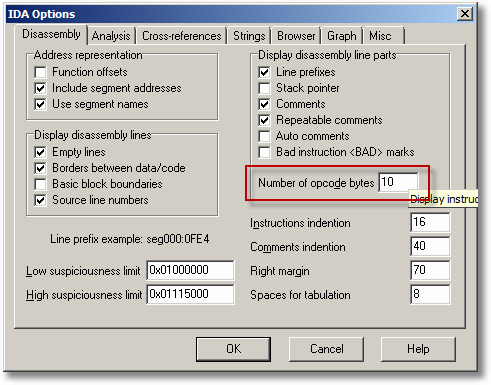 IDA Options
Disassembly Analysis Cross-references Strings Browser Graph Misc
Address representation
Function offsets
Include segment addresses
Use segment names
Display disassembly lines
Empty lines
Borders between data/code
Basic block boundaries
Source line numbers
Line prefix example: seg000:0FE4
Low suspiciousness limit 0x01000000
High suspiciousness limit 0x01115000
Display disassembly line parts
Line prefixes
Stack pointer
Comments
Repeatable comments
Auto comments
Bad instruction <BAD> marks
Number of opcode bytes 10
Display instruc
Instructions indention 16
Comments indention 40
Right margin 70
Spaces for tabulation 8
OK Cancel Help